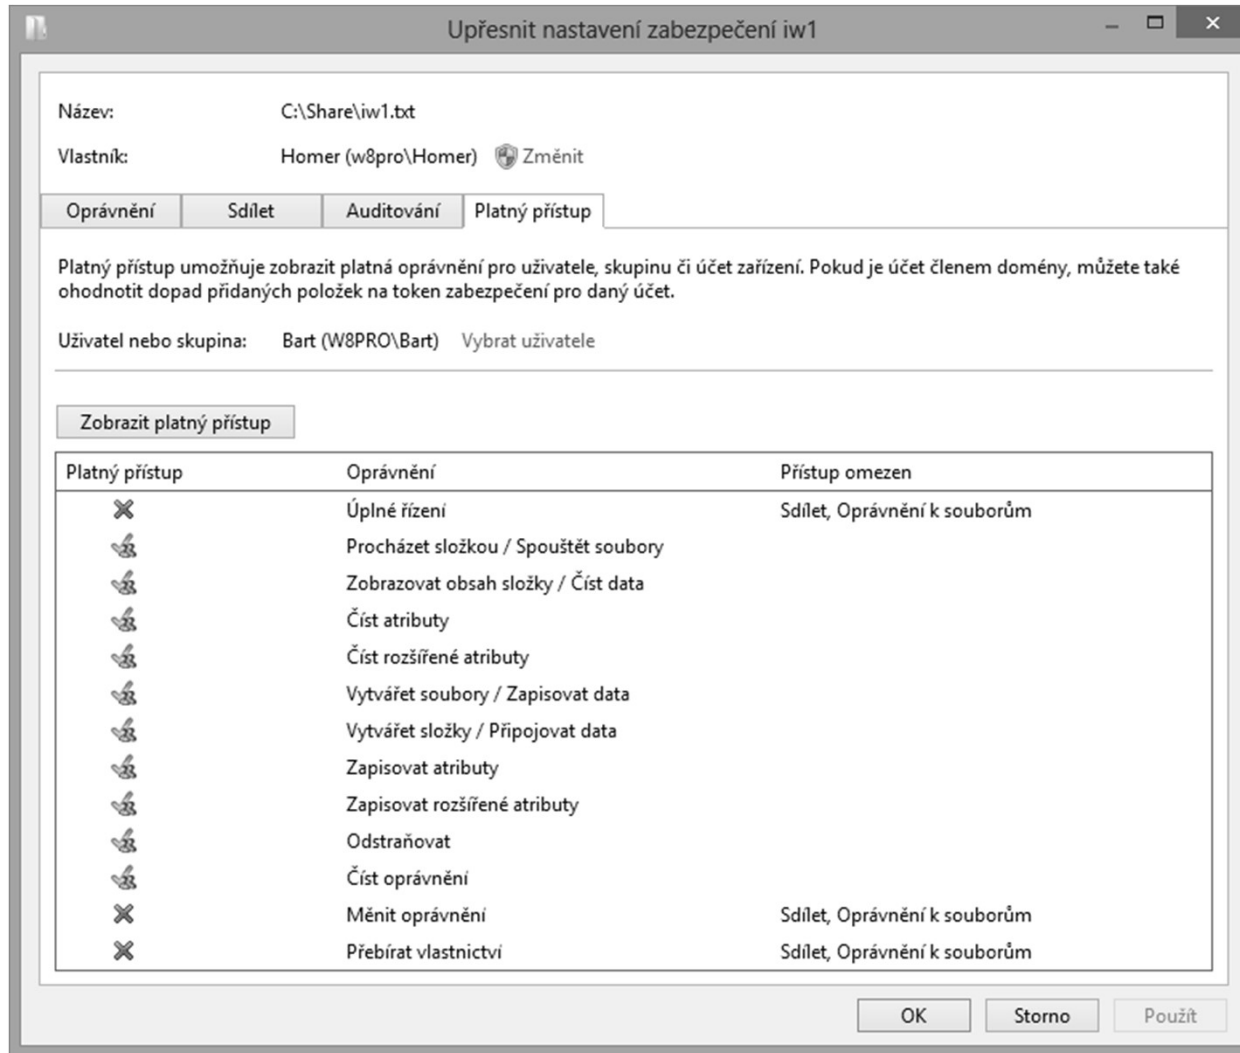 Upřesnit nastavení zabezpečení iw1
Název: C:\Share\iw1.txt
Vlastník: Homer (w8pro\Homer) Změnit
Oprávnění Sdílet Auditování Platný přístup
Platný přístup umožňuje zobrazit platná oprávnění pro uživatele, skupinu či účet zařízení. Pokud je účet členem domény, můžete také
ohodnotit dopad přidaných položek na token zabezpečení pro daný účet.
Uživatel nebo skupina: Bart (W8PRO\Bart) Vybrat uživatele
Zobrazit platný přístup
Platný přístup Oprávnění Přístup omezen
Úplné řízení Sdílet, Oprávnění k souborům
Procházet složkou / Spouštět soubory
Zobrazovat obsah složky / Číst data
Číst atributy
Číst rozšířené atributy
Vytvářet soubory / Zapisovat data
Vytvářet složky / Připojovat data
Zapisovat atributy
Zapisovat rozšířené atributy
Odstraňovat
Číst oprávnění
Měnit oprávnění Sdílet, Oprávnění k souborům
Přebírat vlastnictví Sdílet, Oprávnění k souborům
OK Storno Použít